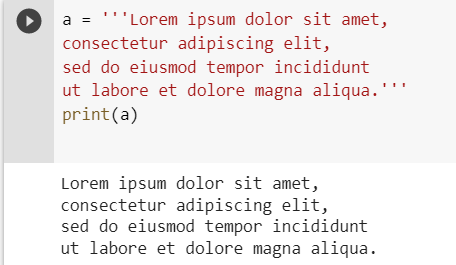 a = '''Lorem ipsum dolor sit amet,
consectetur adipiscing elit,
sed do eiusmod tempor incididunt
ut labore et dolore magna aliqua.'''
print(a)
Lorem ipsum dolor sit amet,
consectetur adipiscing elit,
sed do eiusmod tempor incididunt
ut labore et dolore magna aliqua.